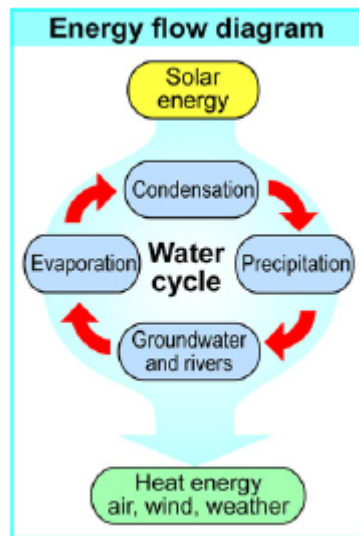 Energy flow diagram
Solar
energy
Condensation
Evaporation
Water
cycle
Precipitation
Groundwater
and rivers
Heat energy
air, wind, weather